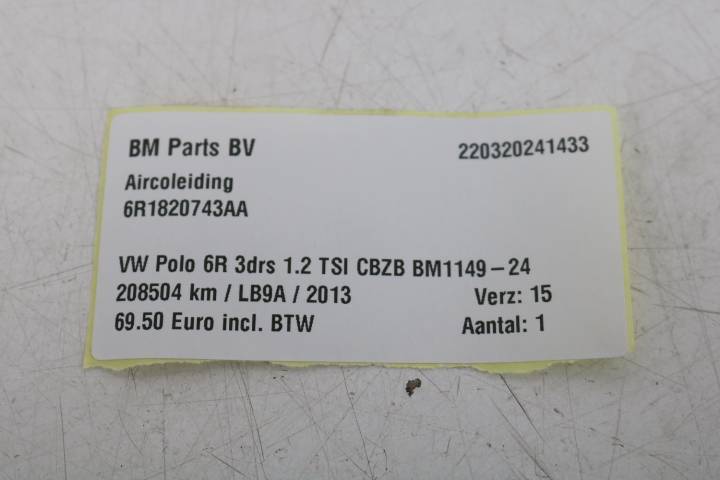 BM Parts BV 220320241433
Aircoleiding
6R1820743AA
VW Polo 6R 3drs 1.2 TSI CBZB BM1149-24
208504 km / LB9A / 2013 Verz: 15
69.50 Euro incl. BTW Aantal: 1